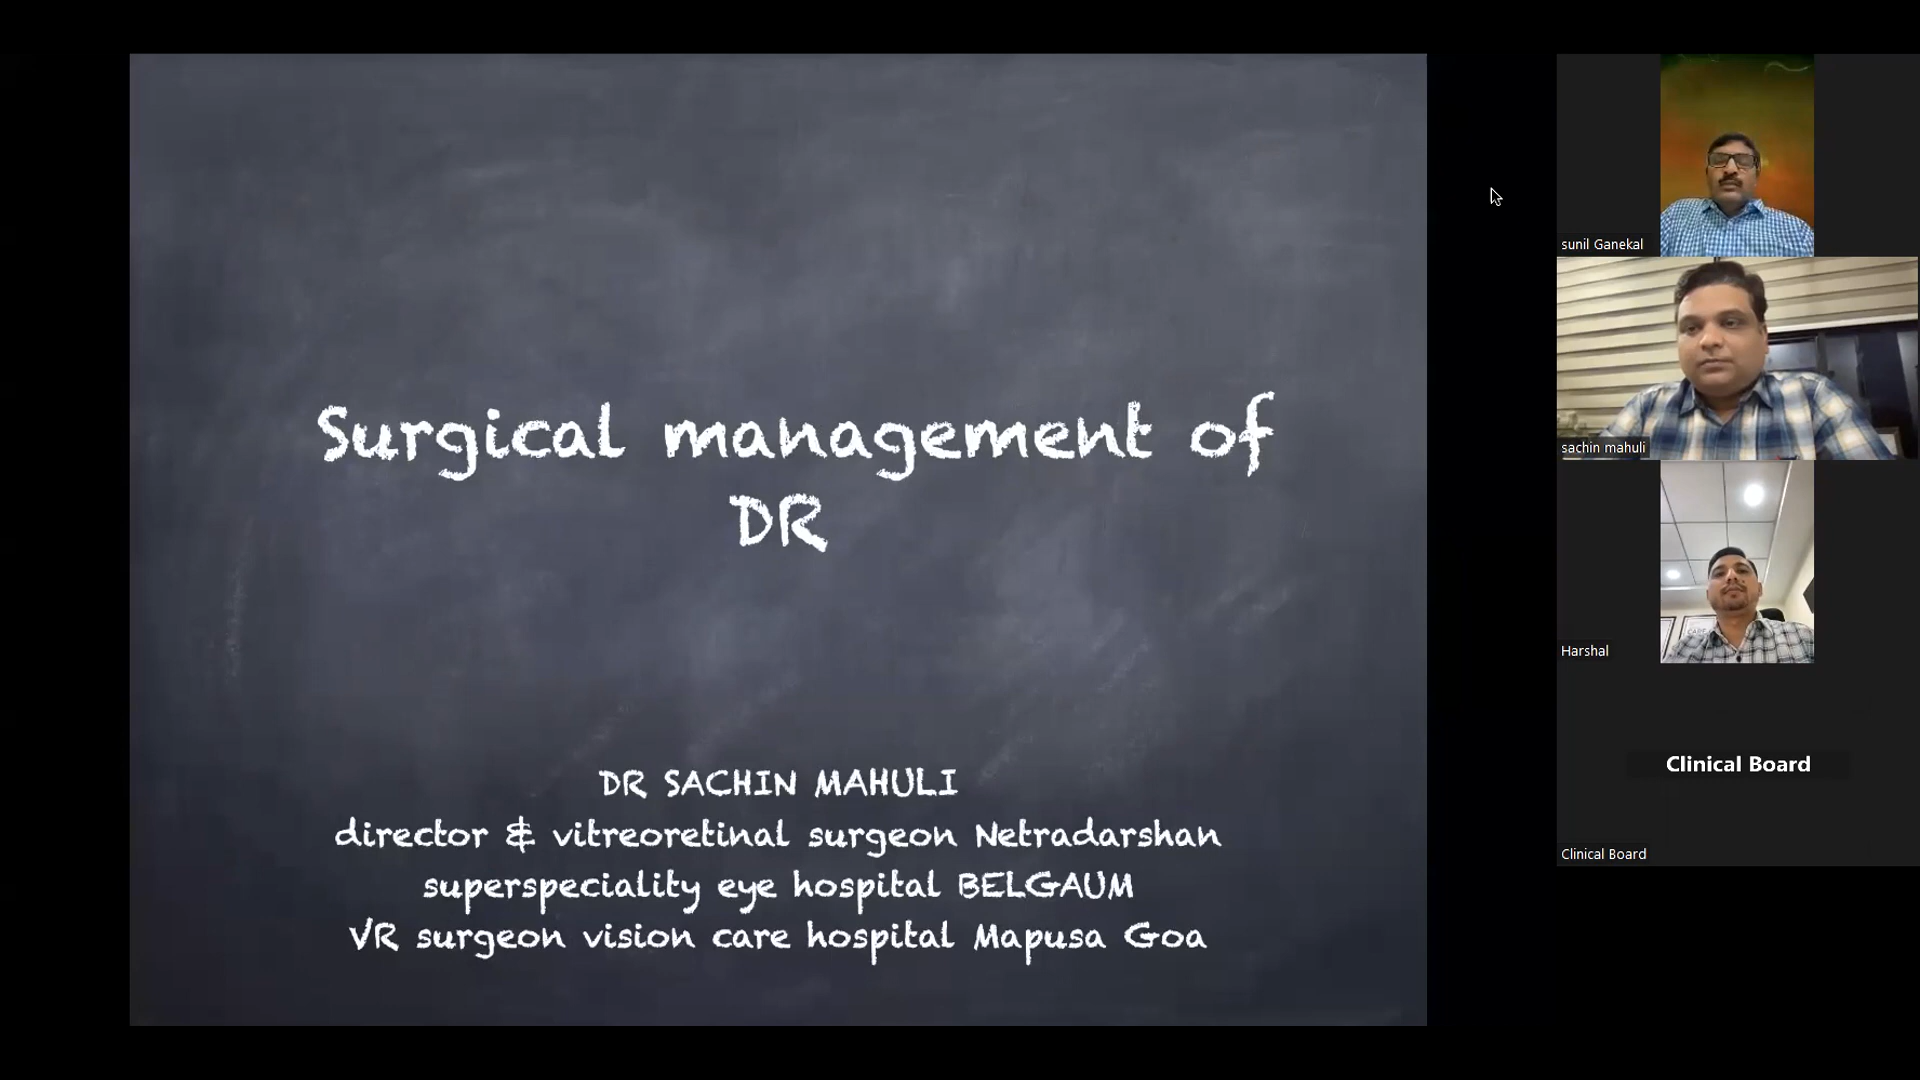 Surgical management of
DR
DR SACHIN MAHULI
director & vitreoretinal surgeon Netradarshan
superspeciality eye hospital BELGAUM
VR surgeon vision care hospital Mapusa Goa
sunil Ganekal
sachin mahuli
Harshal
Clinical Board
Clinical Board